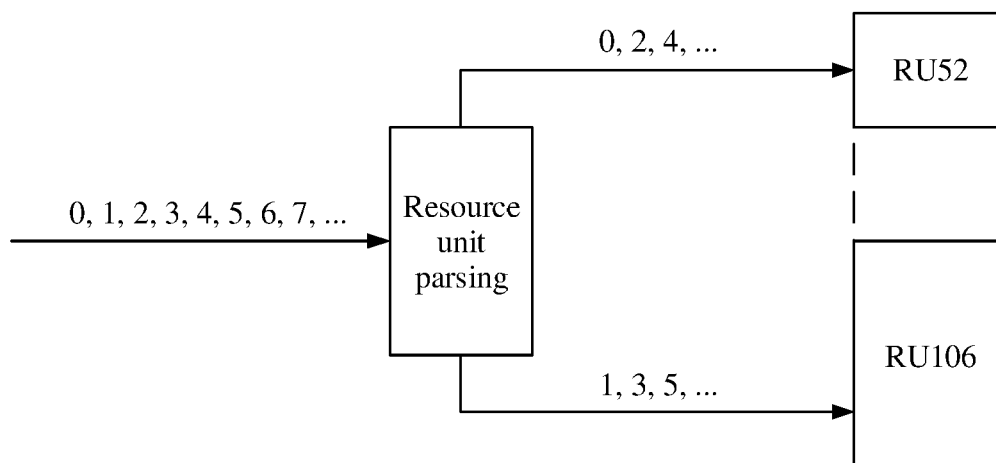 0, 2, 4, ...
RU52
0, 1, 2, 3, 4, 5, 6, 7, ...
Resource
unit
parsing
RU106
1, 3, 5, ...